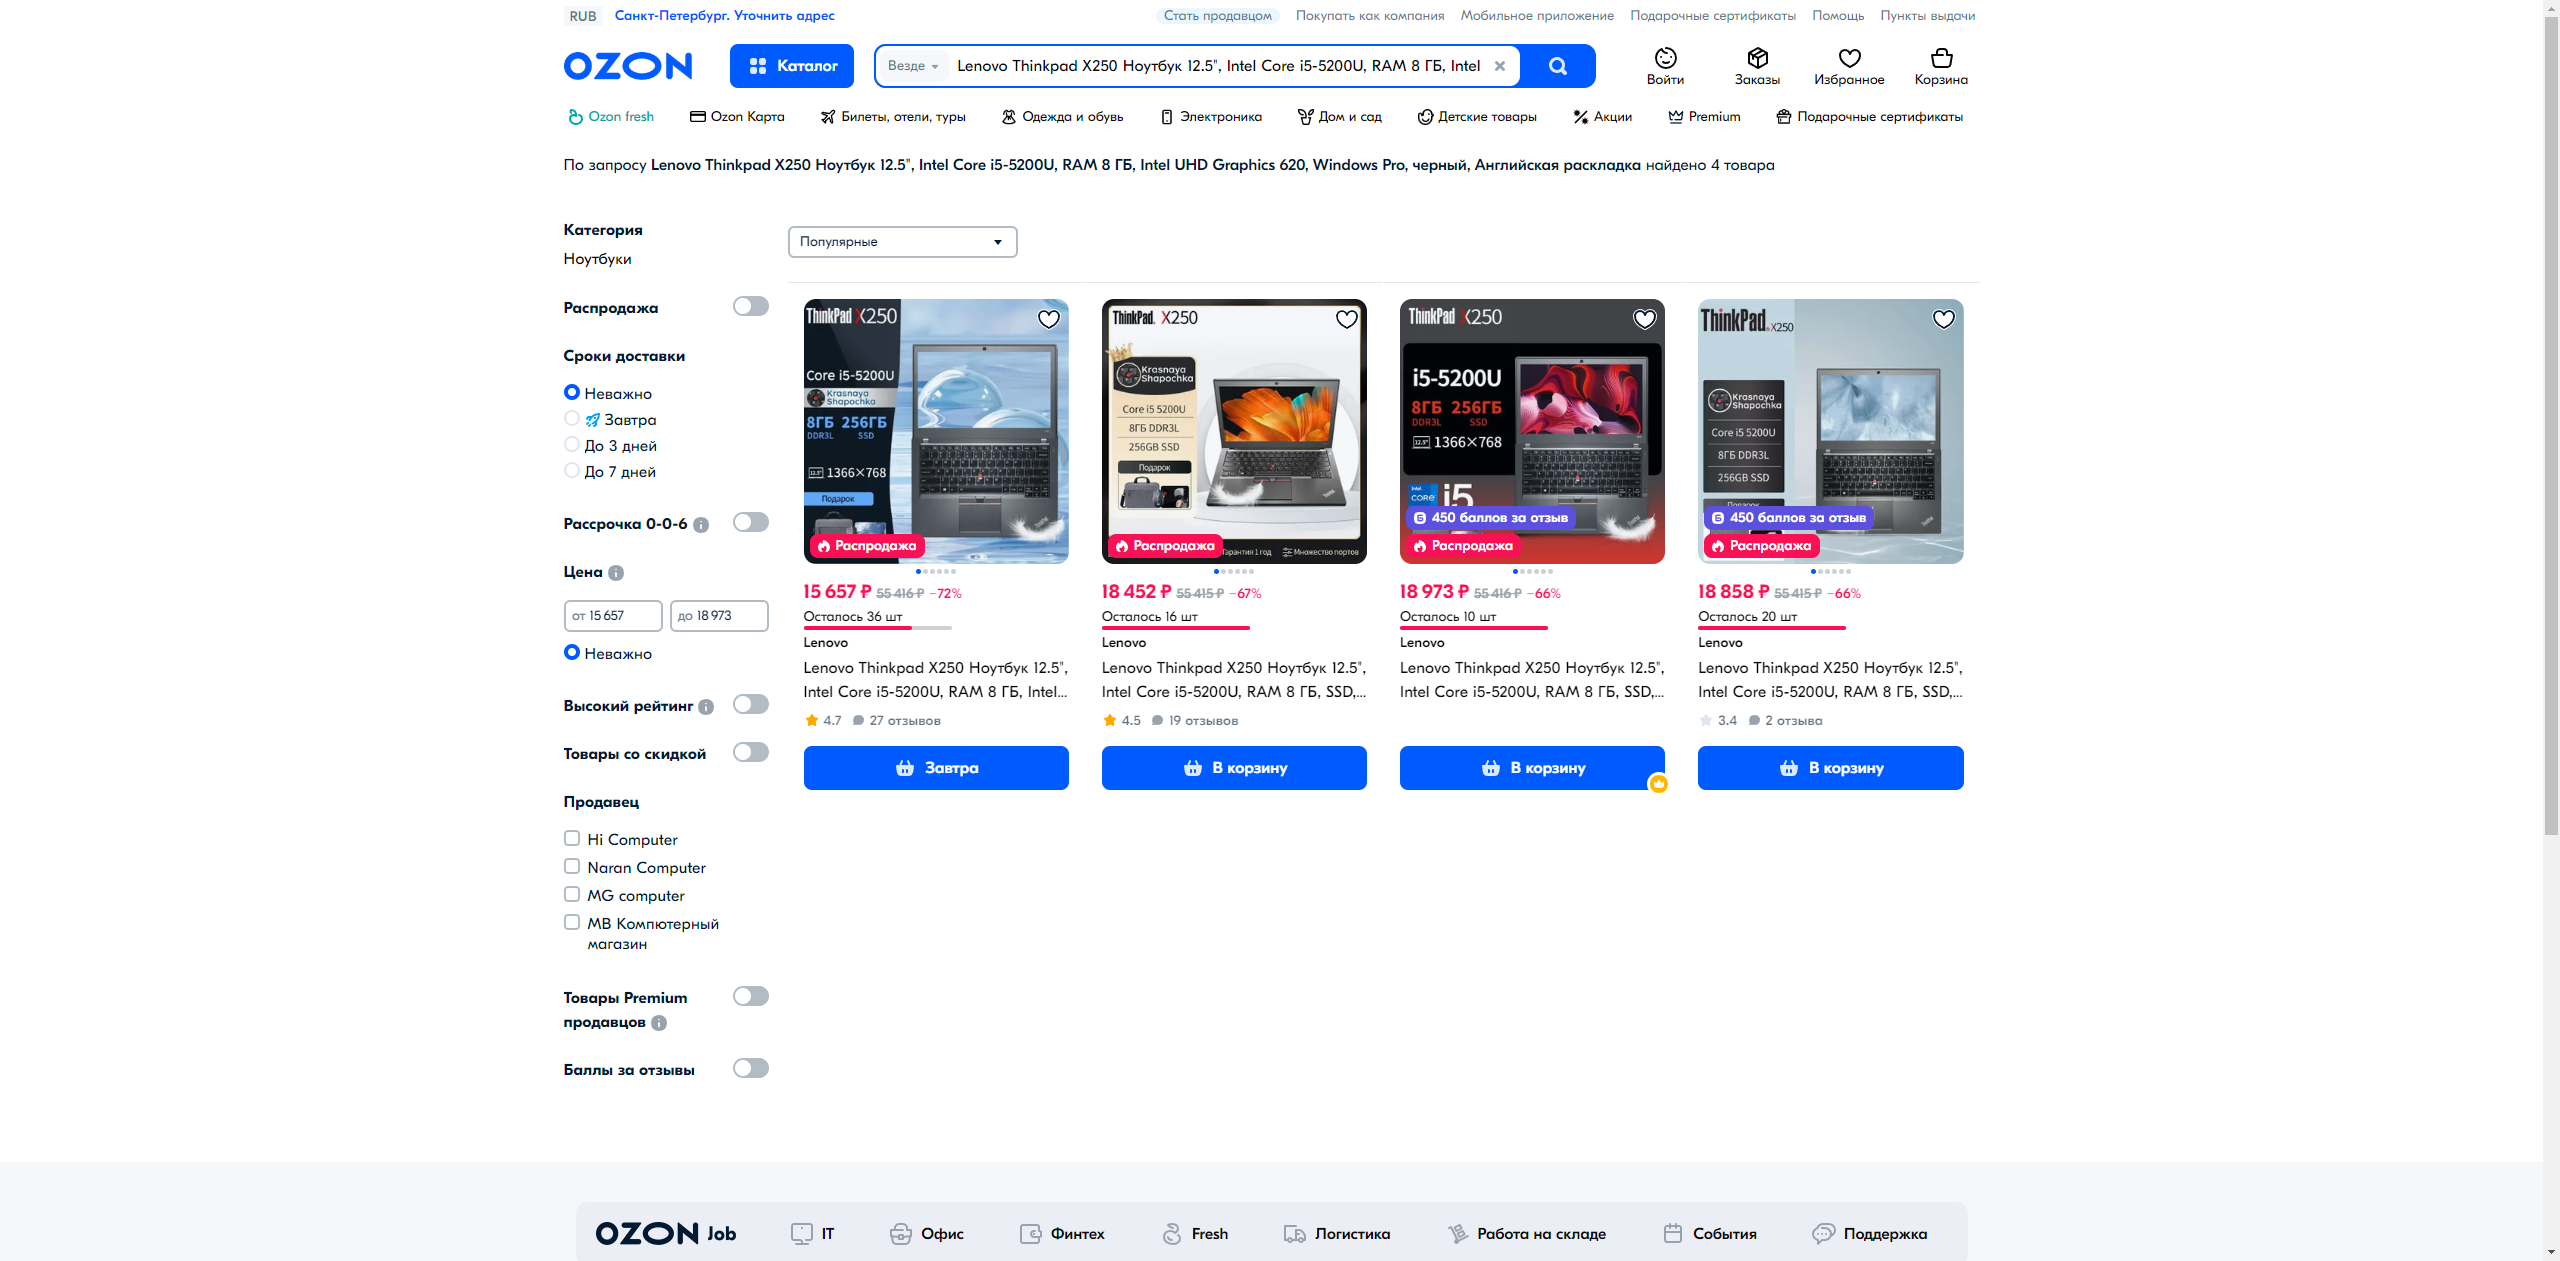 RUB Санкт-Петербург. Уточнить адрес Стать продавцом Покупать как компания Мобильное приложение Подарочные сертификаты Помощь Пункты выдачи
OZON Каталог Везде Lenovo Thinkpad X250 Ноутбук 12.5", Intel Core i5-5200U, RAM 8 ГБ, Intel Войти Заказы Избранное Корзина
Ozon fresh Ozon Карта Билеты, отели, туры Одежда и обувь Электроника Дом и сад Детские товары Акции Premium Подарочные сертификаты
По запросу Lenovo Thinkpad X250 Ноутбук 12.5", Intel Core i5-5200U, RAM 8 ГБ, Intel UHD Graphics 620, Windows Pro, черный, Английская раскладка найдено 4 товара
Категория
Ноутбуки
Распродажа
Сроки доставки
Неважно
Завтра
До 3 дней
До 7 дней
Рассрочка 0-0-6
Цена
от 15 657 до 18 973
Неважно
Высокий рейтинг
Товары со скидкой
Продавец
Hi Computer
Naran Computer
MG computer
МВ Компютерный
магазин
Товары Premium
продавцов
Баллы за отзывы
Популярные
ThinkPad X250
Core i5-5200U
Krasnaya
Shapochka
8ГБ 256ГБ
DDR3L SSD
12.5" 1366×768
Подарок
Распродажа
15 657 ₽ 55 416 ₽ −72%
Осталось 36 шт
Lenovo
Lenovo Thinkpad X250 Ноутбук 12.5",
Intel Core i5-5200U, RAM 8 ГБ, Intel...
4.7 27 отзывов
Завтра
ThinkPad. X250
Krasnaya
Shapochka
Core i5 5200U
8ГБ DDR3L
256GB SSD
Подарок
Распродажа
Гарантия 1 год Множество портов
18 452 ₽ 55 415 ₽ −67%
Осталось 16 шт
Lenovo
Lenovo Thinkpad X250 Ноутбук 12.5",
Intel Core i5-5200U, RAM 8 ГБ, SSD,...
4.5 19 отзывов
В корзину
ThinkPad X250
i5-5200U
8ГБ 256ГБ
DDR3L SSD
12.5" 1366×768
intel
CORE i5
450 баллов за отзыв
Распродажа
18 973 ₽ 55 416 ₽ −66%
Осталось 10 шт
Lenovo
Lenovo Thinkpad X250 Ноутбук 12.5",
Intel Core i5-5200U, RAM 8 ГБ, SSD,...
В корзину
ThinkPad. X250
Krasnaya
Shapochka
Core i5 5200U
8ГБ DDR3L
256GB SSD
450 баллов за отзыв
Распродажа
18 858 ₽ 55 415 ₽ −66%
Осталось 20 шт
Lenovo
Lenovo Thinkpad X250 Ноутбук 12.5",
Intel Core i5-5200U, RAM 8 ГБ, SSD,...
3.4 2 отзыва
В корзину
OZON Job IT Офис Финтех Fresh Логистика Работа на складе События Поддержка